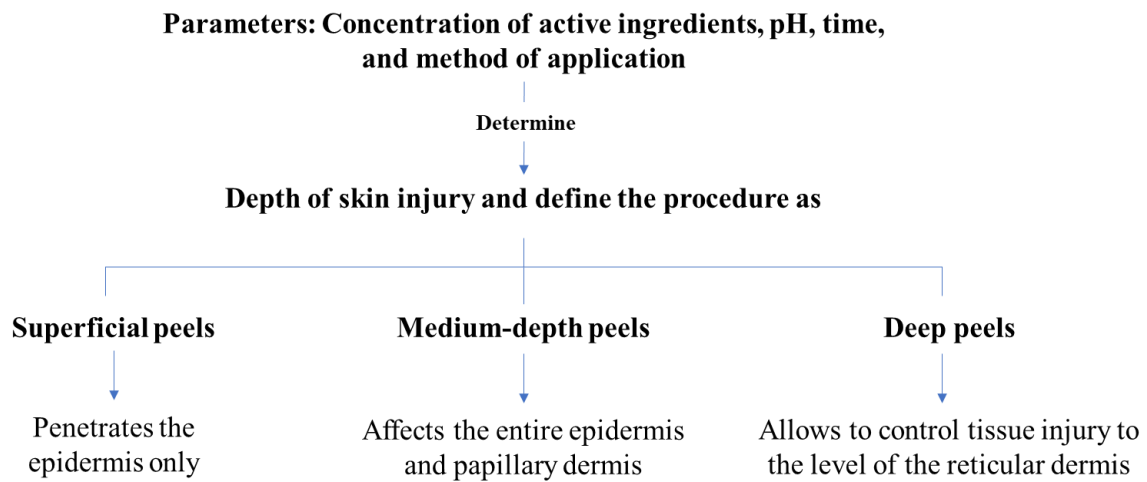 Parameters: Concentration of active ingredients, pH, time,
and method of application
Determine
Depth of skin injury and define the procedure as
Superficial peels
Medium-depth peels
Deep peels
Penetrates the
epidermis only
Affects the entire epidermis
and papillary dermis
Allows to control tissue injury to
the level of the reticular dermis